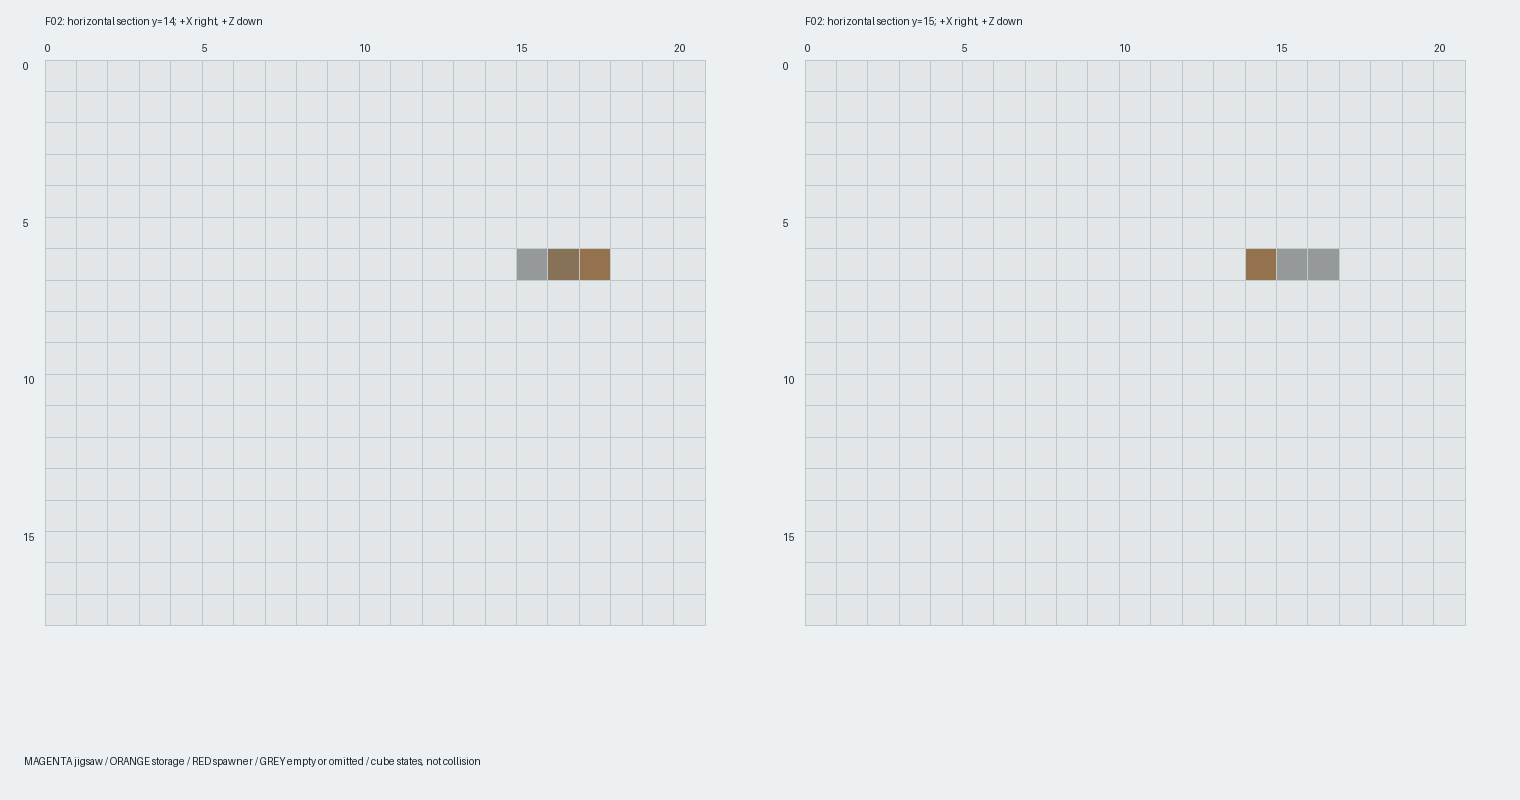 F02: horizontal section y=14; +X right, +Z down
0 5 10 15 20
0
5
10
15
F02: horizontal section y=15; +X right, +Z down
0 5 10 15 20
0
5
10
15
MAGENTA jigsaw / ORANGE storage / RED spawner / GREY empty or omitted / cube states, not collision